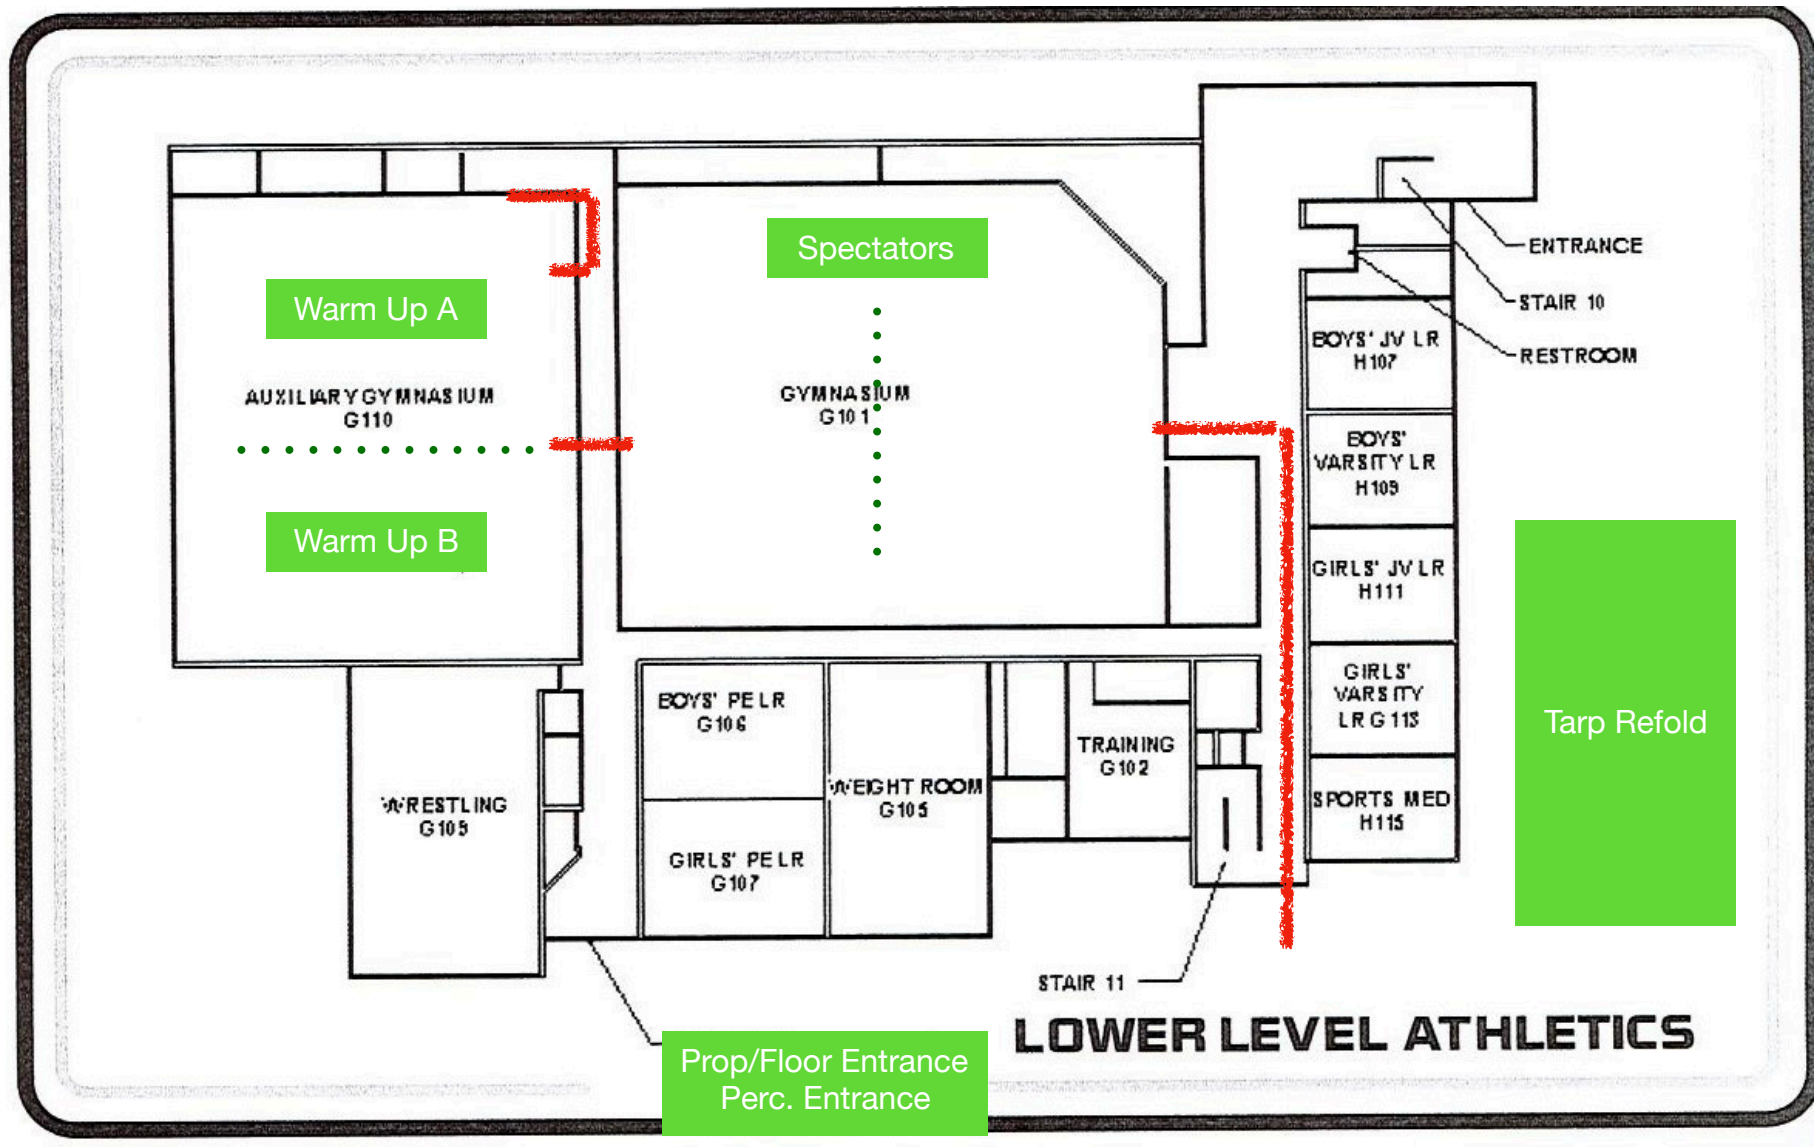 Spectators
ENTRANCE
Warm Up A
STAIR 10
BOYS' JV LR
H107
RESTROOM
AUXILIARY GYMNASIUM
G110
GYMNASIUM
G101
BOYS'
VARSITY LR
H109
Warm Up B
GIRLS' JV LR
H111
GIRLS'
VARSITY
LR G113
Tarp Refold
BOYS' PE LR
G106
TRAINING
G102
WEIGHT ROOM
G105
WRESTLING
G109
SPORTS MED
H115
GIRLS' PE LR
G107
STAIR 11
LOWER LEVEL ATHLETICS
Prop/Floor Entrance
Perc. Entrance